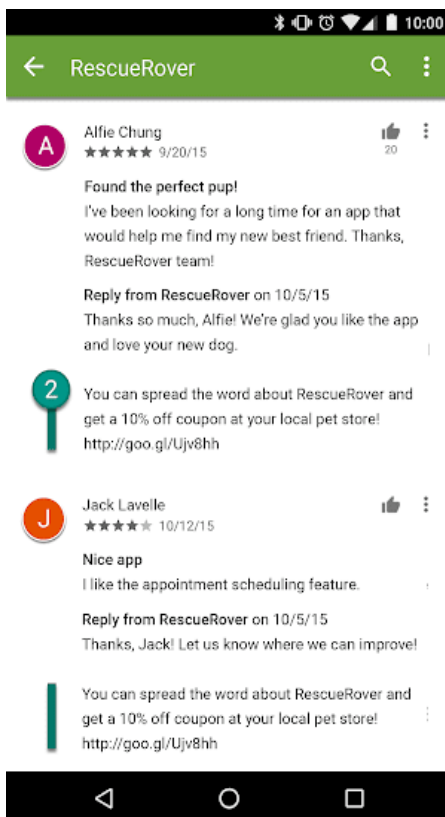 10:00
RescueRover
A
Alfie Chung
9/20/15
20
Found the perfect pup!
I've been looking for a long time for an app that
would help me find my new best friend. Thanks,
RescueRover team!
Reply from RescueRover on 10/5/15
Thanks so much, Alfie! We're glad you like the app
and love your new dog.
2
You can spread the word about RescueRover and
get a 10% off coupon at your local pet store!
http://goo.gl/Ujv8hh
J
Jack Lavelle
10/12/15
Nice app
I like the appointment scheduling feature.
Reply from RescueRover on 10/5/15
Thanks, Jack! Let us know where we can improve!
You can spread the word about RescueRover and
get a 10% off coupon at your local pet store!
http://goo.gl/Ujv8hh